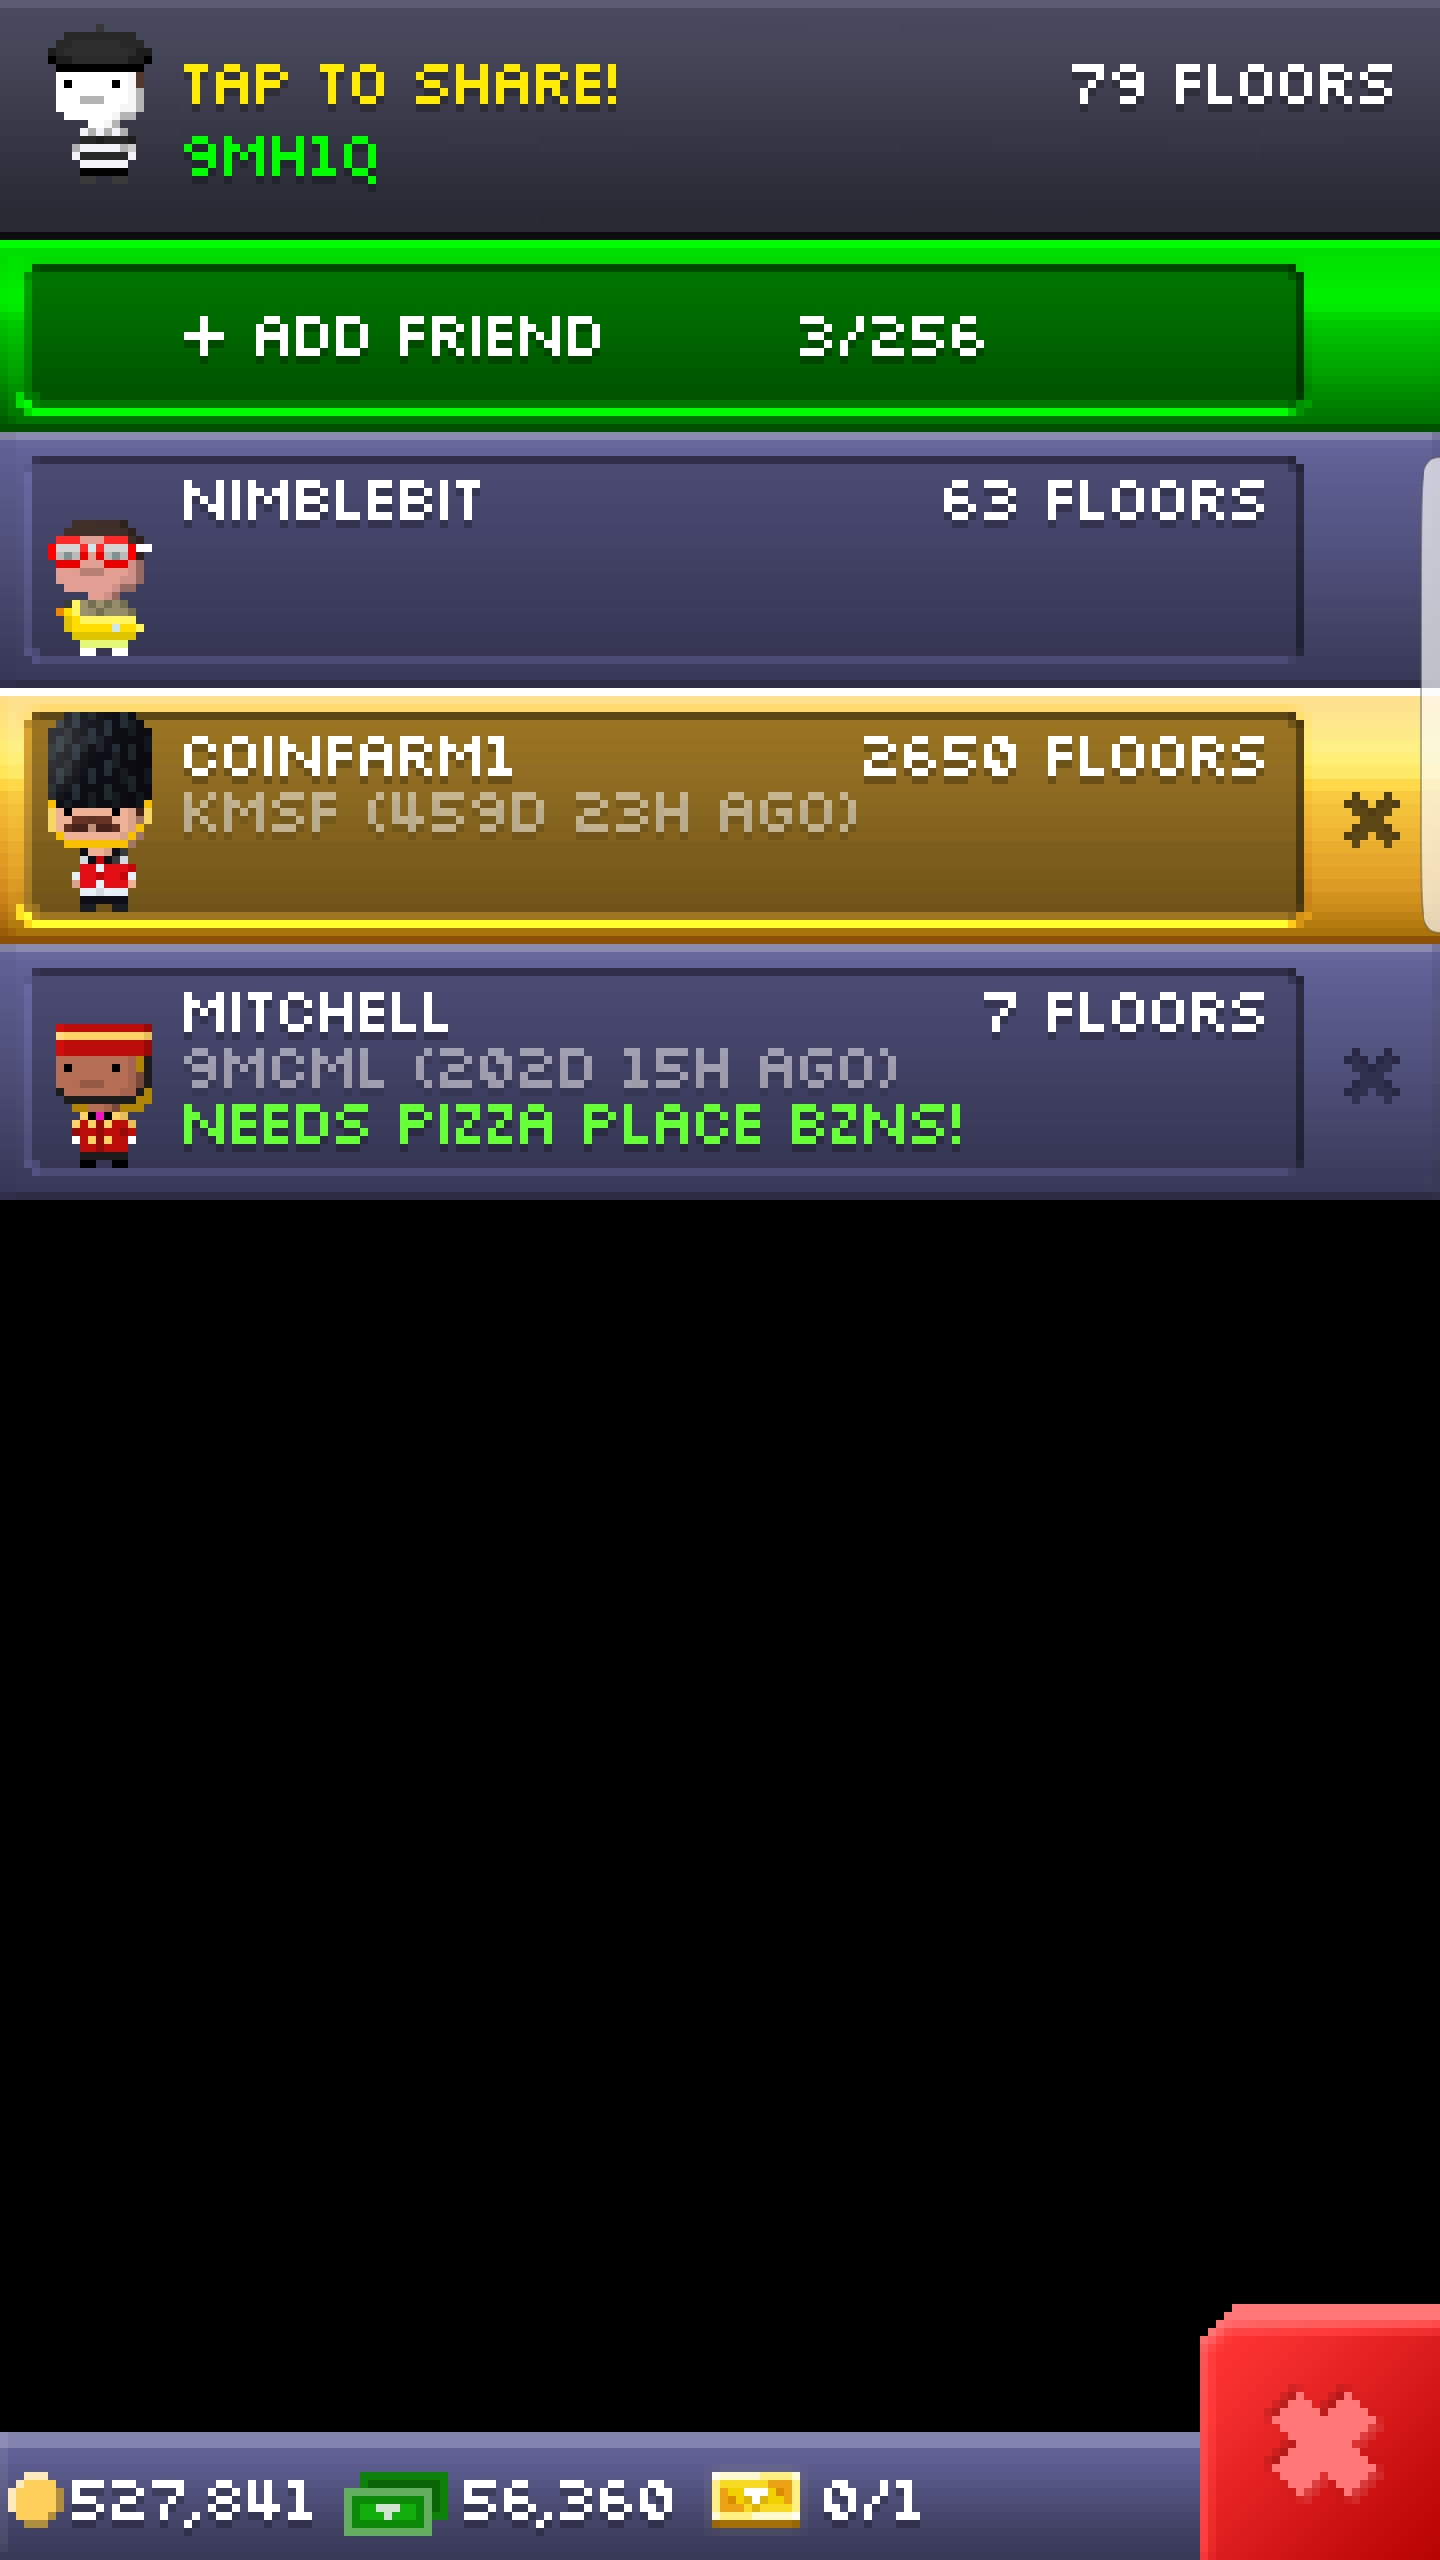 TAP TO SHARE!
79 FLOORS
9MH1Q
+ ADD FRIEND 3/256
NIMBLEBIT 63 FLOORS
COINFARM1 2650 FLOORS
KMSF (459D 23H AGO)
MITCHELL 7 FLOORS
9MCML (202D 15H AGO)
NEEDS PIZZA PLACE BZNS!
527,841 56,360 0/1